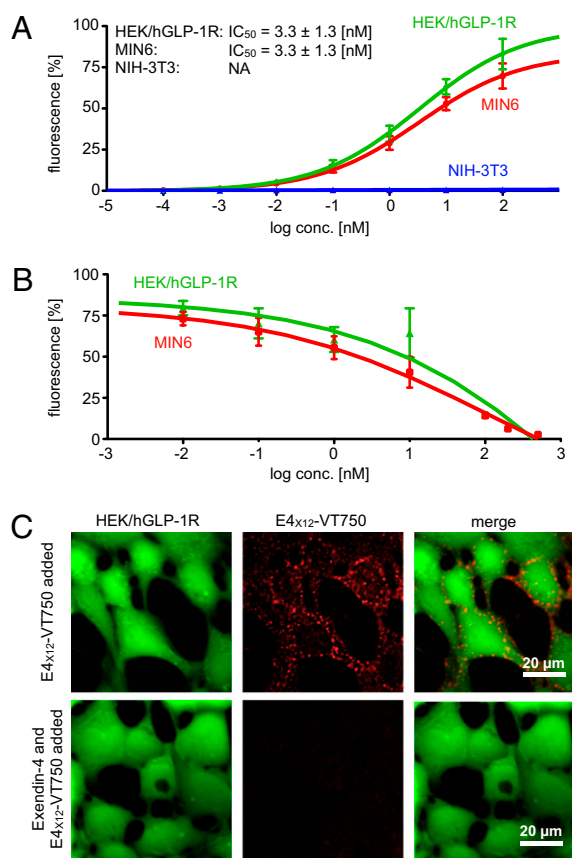 A
HEK/hGLP-1R: IC50 = 3.3 ± 1.3 [nM]
MIN6: IC50 = 3.3 ± 1.3 [nM]
NIH-3T3: NA
HEK/hGLP-1R
MIN6
NIH-3T3
fluorescence [%]
100
75
50
25
0
-5 -4 -3 -2 -1 0 1 2
log conc. [nM]
B
HEK/hGLP-1R
MIN6
fluorescence [%]
100
75
50
25
0
-3 -2 -1 0 1 2 3
log conc. [nM]
C
HEK/hGLP-1R E4X12-VT750 merge
E4X12-VT750 added
20 µm
Exendin-4 and
E4X12-VT750 added
20 µm